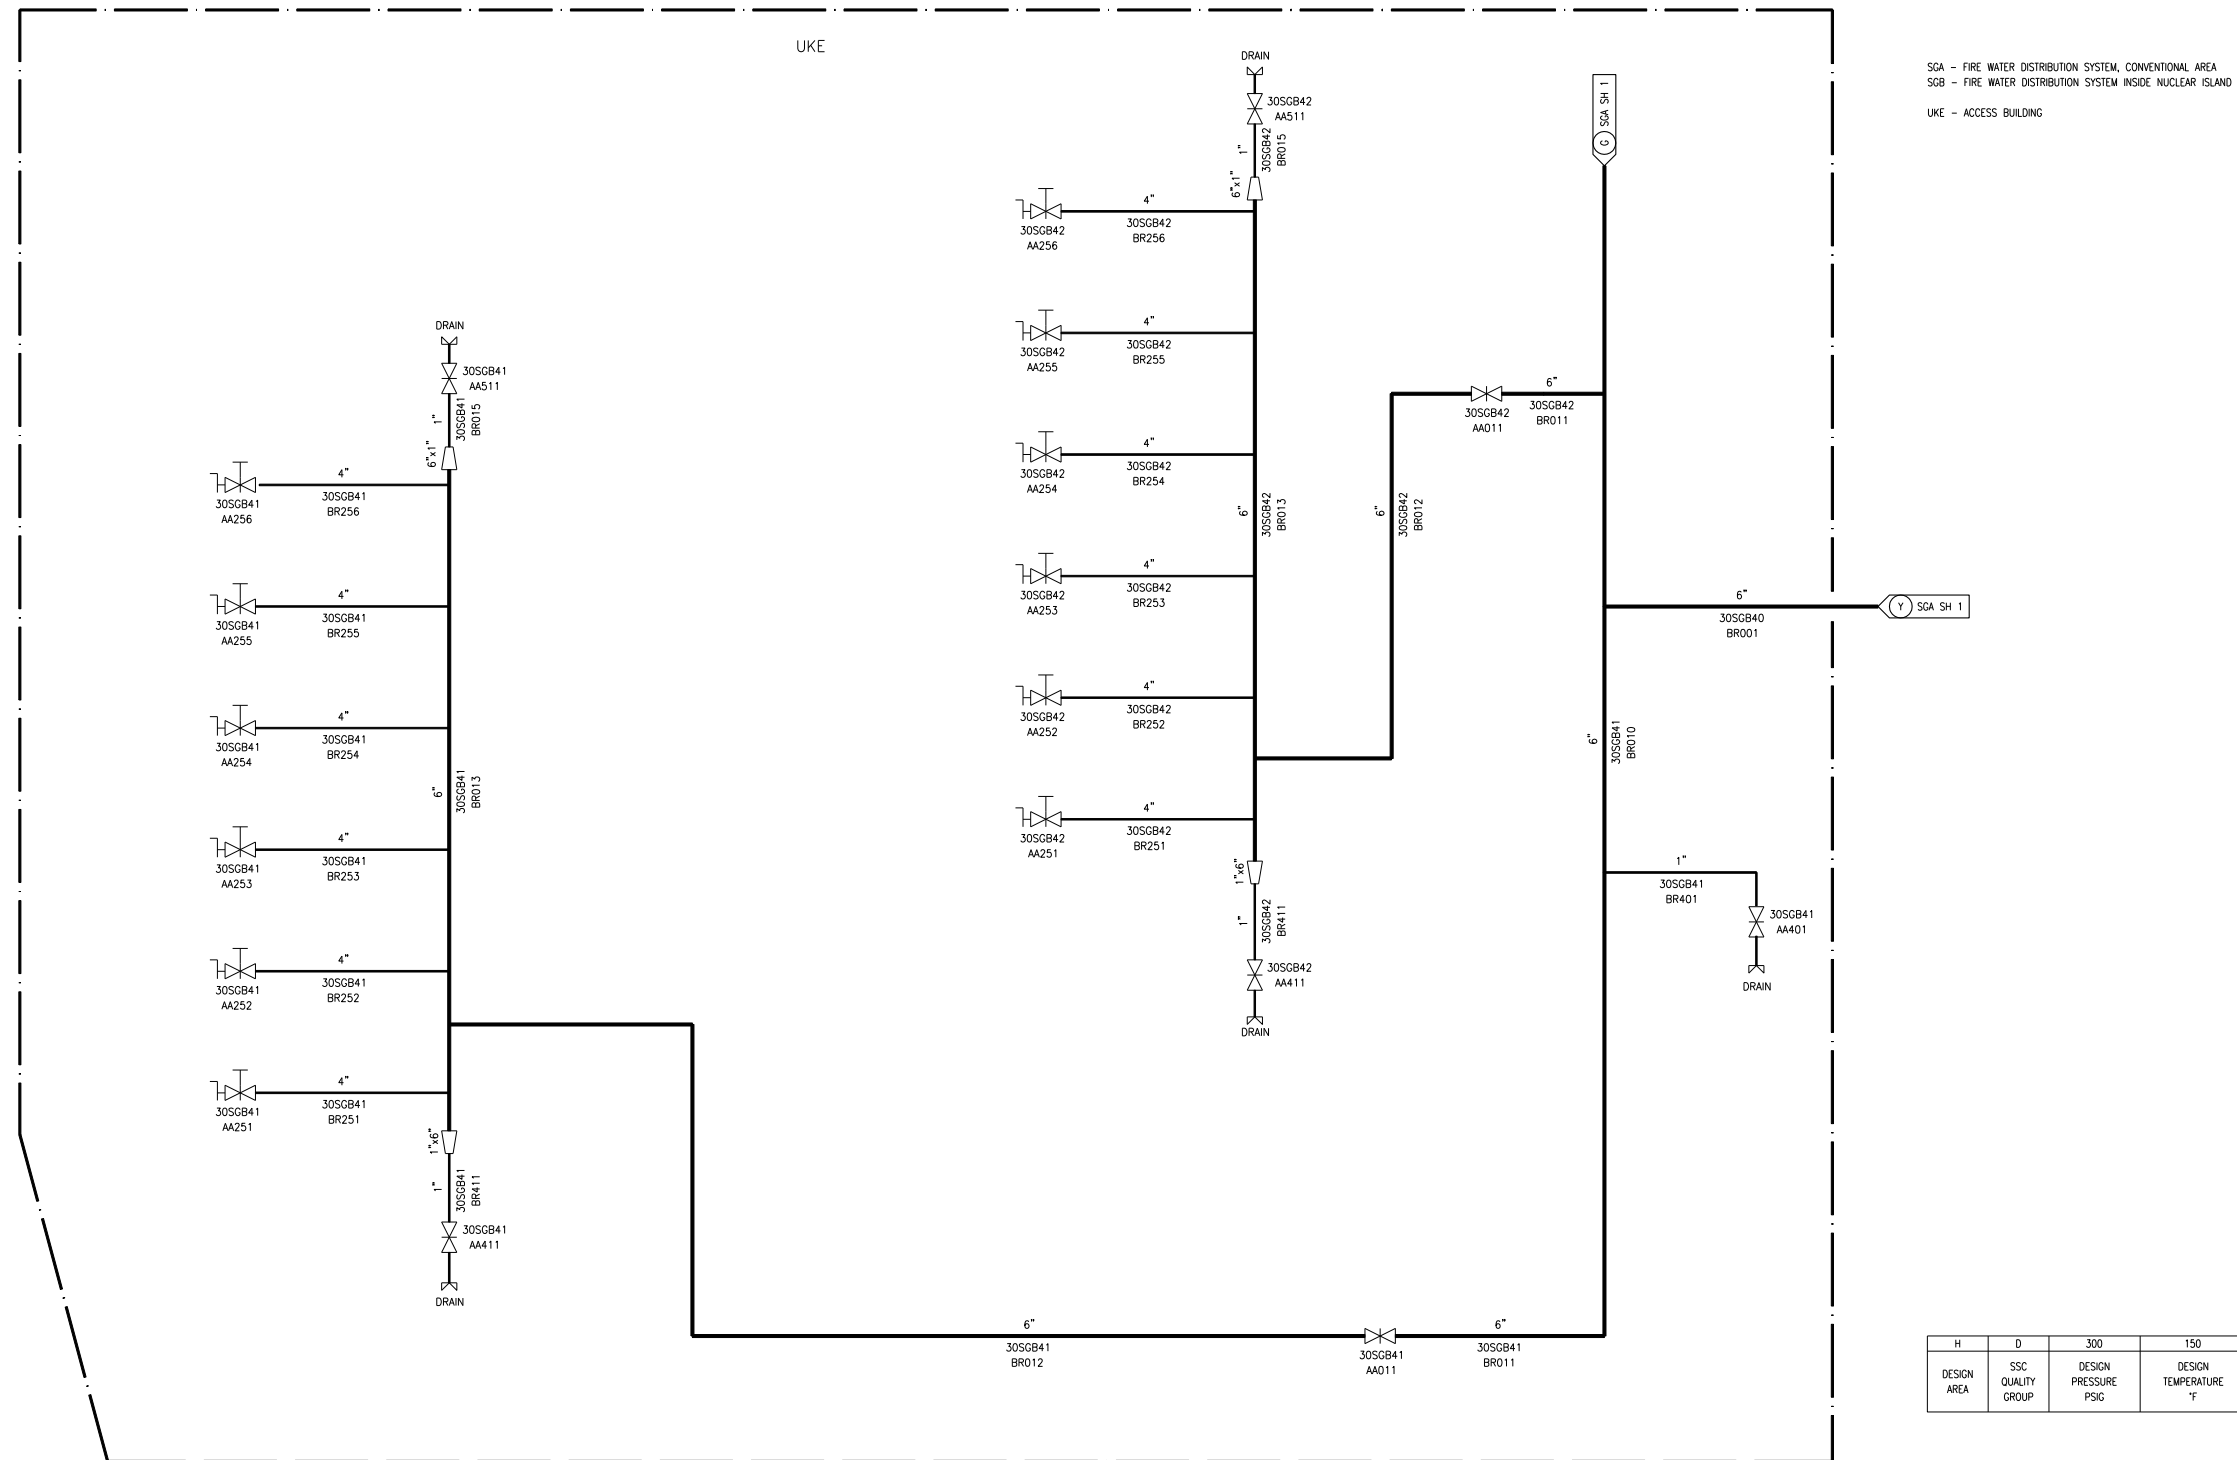 UKE
SGA – FIRE WATER DISTRIBUTION SYSTEM, CONVENTIONAL AREA
SGB – FIRE WATER DISTRIBUTION SYSTEM INSIDE NUCLEAR ISLAND
UKE – ACCESS BUILDING
DRAIN
30SGB41
AA511
1"
30SGB41
BR015
6"x1"
4"
30SGB41
BR256
30SGB41
AA256
4"
30SGB41
BR255
30SGB41
AA255
4"
30SGB41
BR254
30SGB41
AA254
6"
30SGB41
BR013
4"
30SGB41
BR253
30SGB41
AA253
4"
30SGB41
BR252
30SGB41
AA252
4"
30SGB41
BR251
30SGB41
AA251
1"x6"
1"
30SGB41
BR411
30SGB41
AA411
DRAIN
DRAIN
30SGB42
AA511
1"
30SGB42
BR015
6"x1"
4"
30SGB42
BR256
30SGB42
AA256
4"
30SGB42
BR255
30SGB42
AA255
4"
30SGB42
BR254
30SGB42
AA254
6"
30SGB42
BR013
4"
30SGB42
BR253
30SGB42
AA253
4"
30SGB42
BR252
30SGB42
AA252
4"
30SGB42
BR251
30SGB42
AA251
1"x6"
1"
30SGB42
BR411
30SGB42
AA411
DRAIN
6"
30SGB42
BR012
30SGB42
AA011
6"
30SGB42
BR011
G SGA SH 1
6"
30SGB40
BR001
Y SGA SH 1
6"
30SGB41
BR010
1"
30SGB41
BR401
30SGB41
AA401
DRAIN
6"
30SGB41
BR012
30SGB41
AA011
6"
30SGB41
BR011
H D 300 150
DESIGN AREA
SSC QUALITY GROUP
DESIGN PRESSURE PSIG
DESIGN TEMPERATURE °F